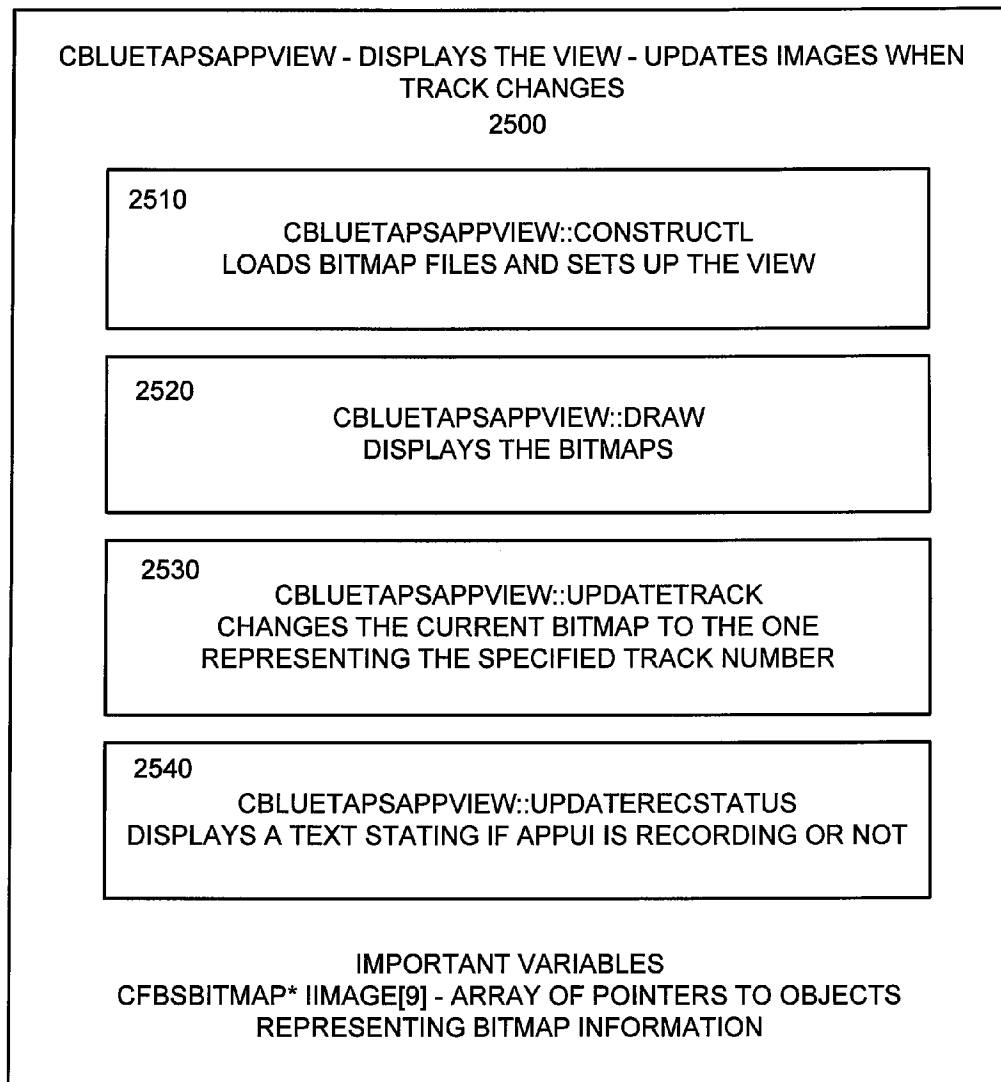 CBLUETAPSAPPVIEW - DISPLAYS THE VIEW - UPDATES IMAGES WHEN
TRACK CHANGES
2500
2510
CBLUETAPSAPPVIEW::CONSTRUCTL
LOADS BITMAP FILES AND SETS UP THE VIEW
2520
CBLUETAPSAPPVIEW::DRAW
DISPLAYS THE BITMAPS
2530
CBLUETAPSAPPVIEW::UPDATETRACK
CHANGES THE CURRENT BITMAP TO THE ONE
REPRESENTING THE SPECIFIED TRACK NUMBER
2540
CBLUETAPSAPPVIEW::UPDATERECSTATUS
DISPLAYS A TEXT STATING IF APPUI IS RECORDING OR NOT
IMPORTANT VARIABLES
CFBSBITMAP* IIMAGE[9] - ARRAY OF POINTERS TO OBJECTS
REPRESENTING BITMAP INFORMATION